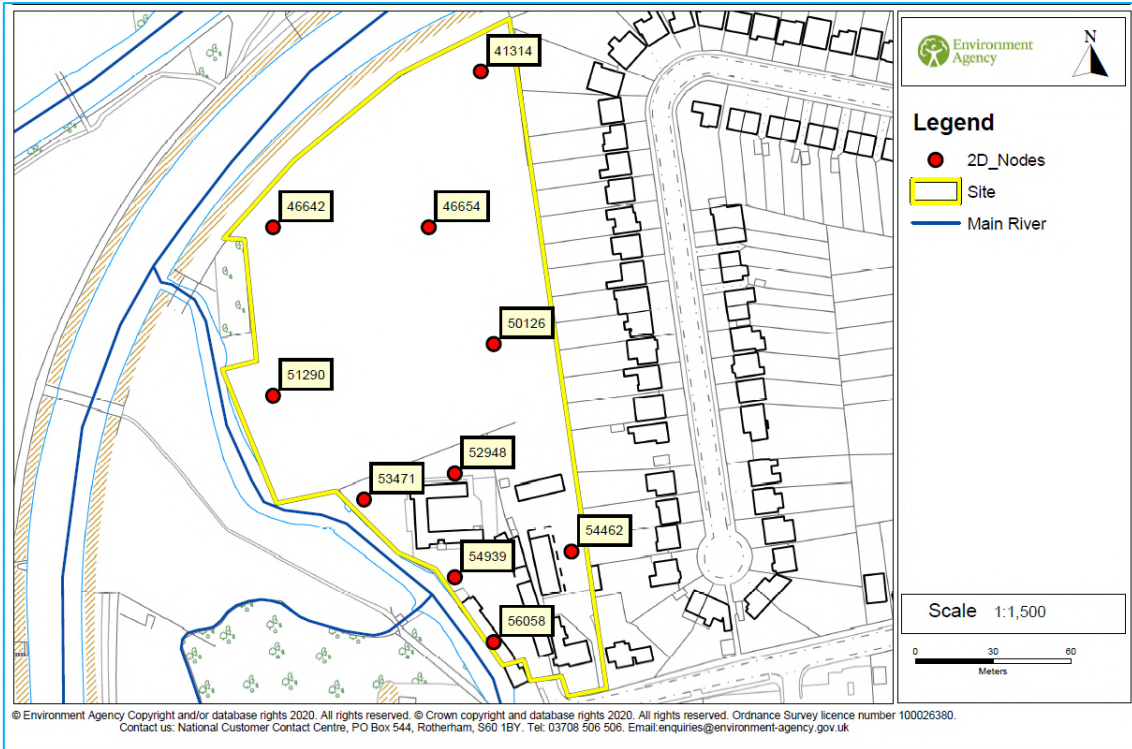 41314
46642
46654
50126
51290
52948
53471
54462
54939
56058
Environment
Agency
N
Legend
2D_Nodes
Site
Main River
Scale 1:1,500
0 30 60
Meters
© Environment Agency Copyright and/or database rights 2020. All rights reserved. © Crown copyright and database rights 2020. All rights reserved. Ordnance Survey licence number 100026380.
Contact us: National Customer Contact Centre, PO Box 544, Rotherham, S60 1BY. Tel: 03708 506 506. Email:enquiries@environment-agency.gov.uk